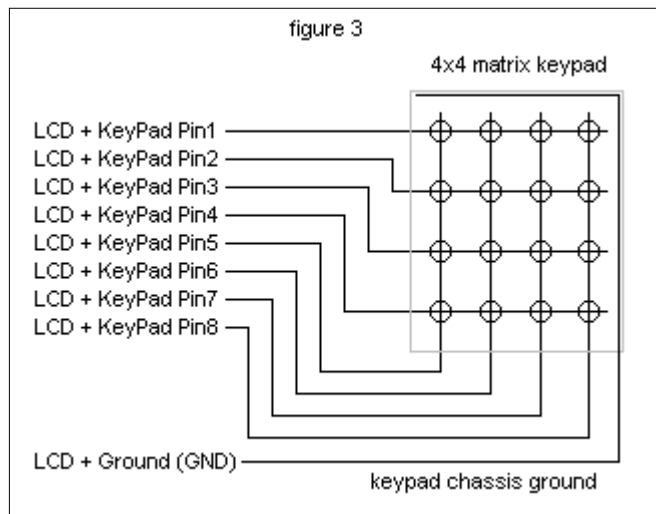 figure 3
4x4 matrix keypad
LCD + KeyPad Pin1
LCD + KeyPad Pin2
LCD + KeyPad Pin3
LCD + KeyPad Pin4
LCD + KeyPad Pin5
LCD + KeyPad Pin6
LCD + KeyPad Pin7
LCD + KeyPad Pin8
LCD + Ground (GND)
keypad chassis ground